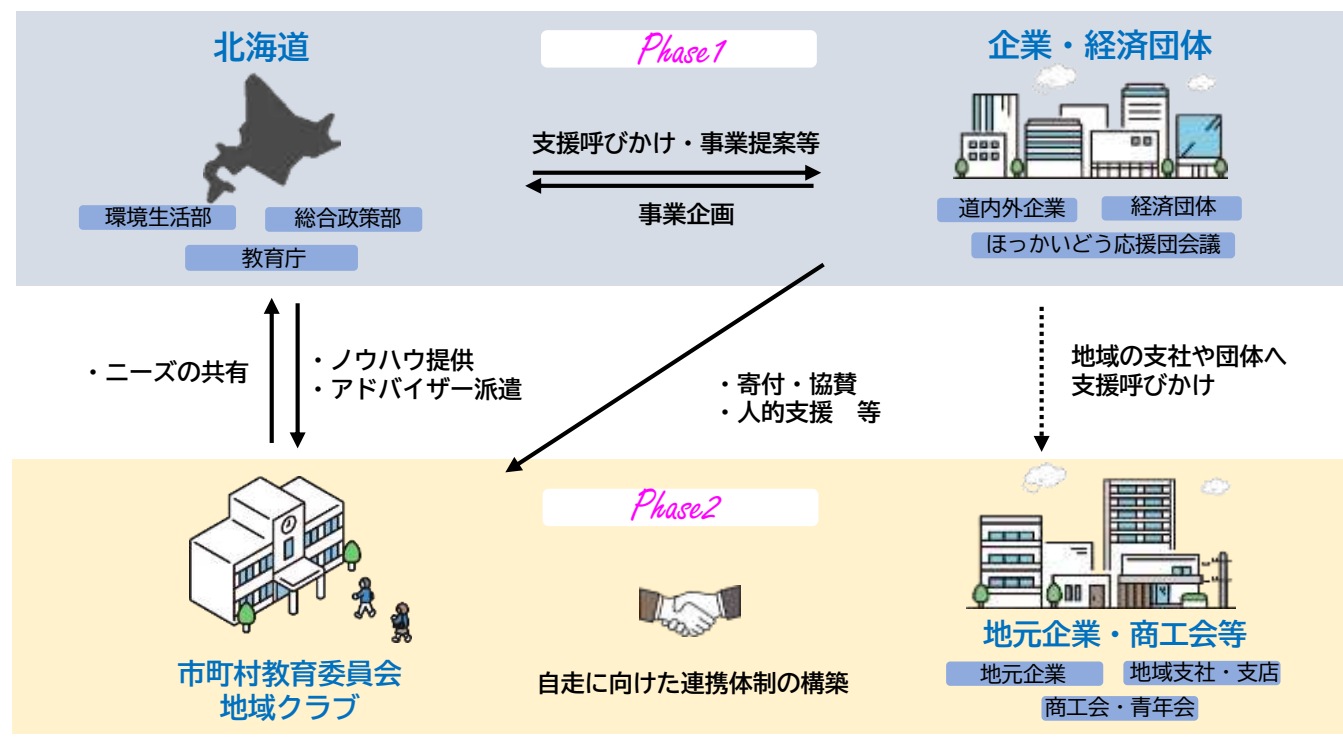 北海道
Phase1
企業・経済団体
支援呼びかけ・事業提案等
事業企画
環境生活部
総合政策部
教育庁
道内外企業
経済団体
ほっかいどう応援団会議
・ニーズの共有
・ノウハウ提供
・アドバイザー派遣
・寄付・協賛
・人的支援　等
地域の支社や団体へ
支援呼びかけ
Phase2
市町村教育委員会
地域クラブ
自走に向けた連携体制の構築
地元企業・商工会等
地元企業
地域支社・支店
商工会・青年会